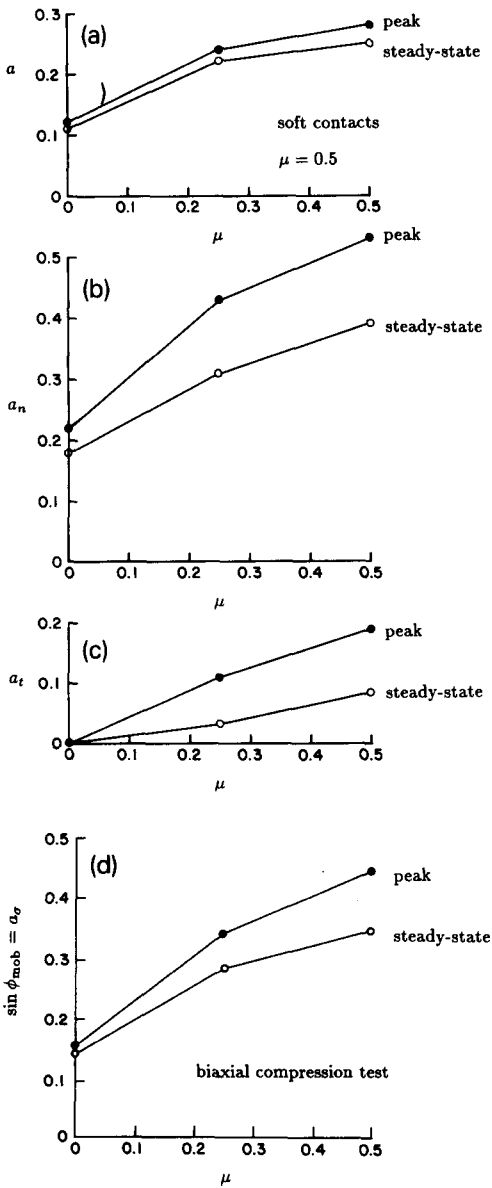 0.3
(a)
peak
steady-state
0.2
a
0.1
soft contacts
μ = 0.5
0
0 0.1 0.2 0.3 0.4 0.5
μ
(b)
peak
0.5
0.4
steady-state
0.3
a_n
0.2
0.1
0
0 0.1 0.2 0.3 0.4 0.5
μ
0.2
(c)
peak
a_t
0.1
steady-state
0
0 0.1 0.2 0.3 0.4 0.5
μ
0.5
(d)
peak
0.4
steady-state
0.3
sin ϕ_mob = a_σ
0.2
0.1
biaxial compression test
0
0 0.1 0.2 0.3 0.4 0.5
μ